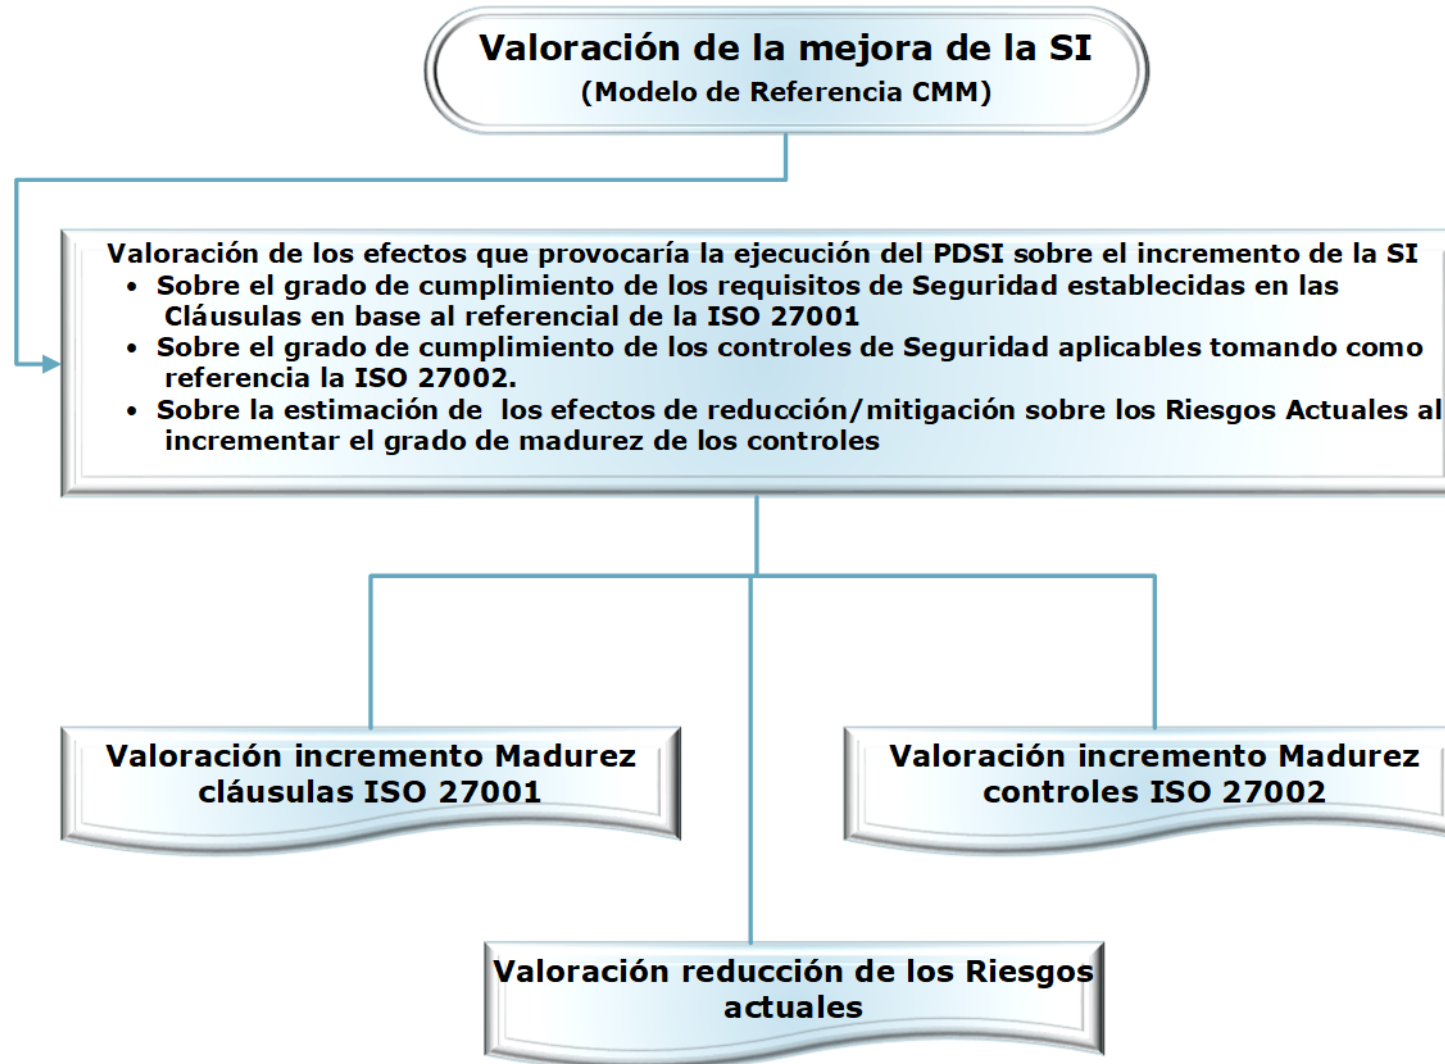 Valoración de la mejora de la SI
(Modelo de Referencia CMM)
Valoración de los efectos que provocaría la ejecución del PDSI sobre el incremento de la SI
• Sobre el grado de cumplimiento de los requisitos de Seguridad establecidas en las
Cláusulas en base al referencial de la ISO 27001
• Sobre el grado de cumplimiento de los controles de Seguridad aplicables tomando como
referencia la ISO 27002.
• Sobre la estimación de los efectos de reducción/mitigación sobre los Riesgos Actuales al
incrementar el grado de madurez de los controles
Valoración incremento Madurez
cláusulas ISO 27001
Valoración incremento Madurez
controles ISO 27002
Valoración reducción de los Riesgos
actuales